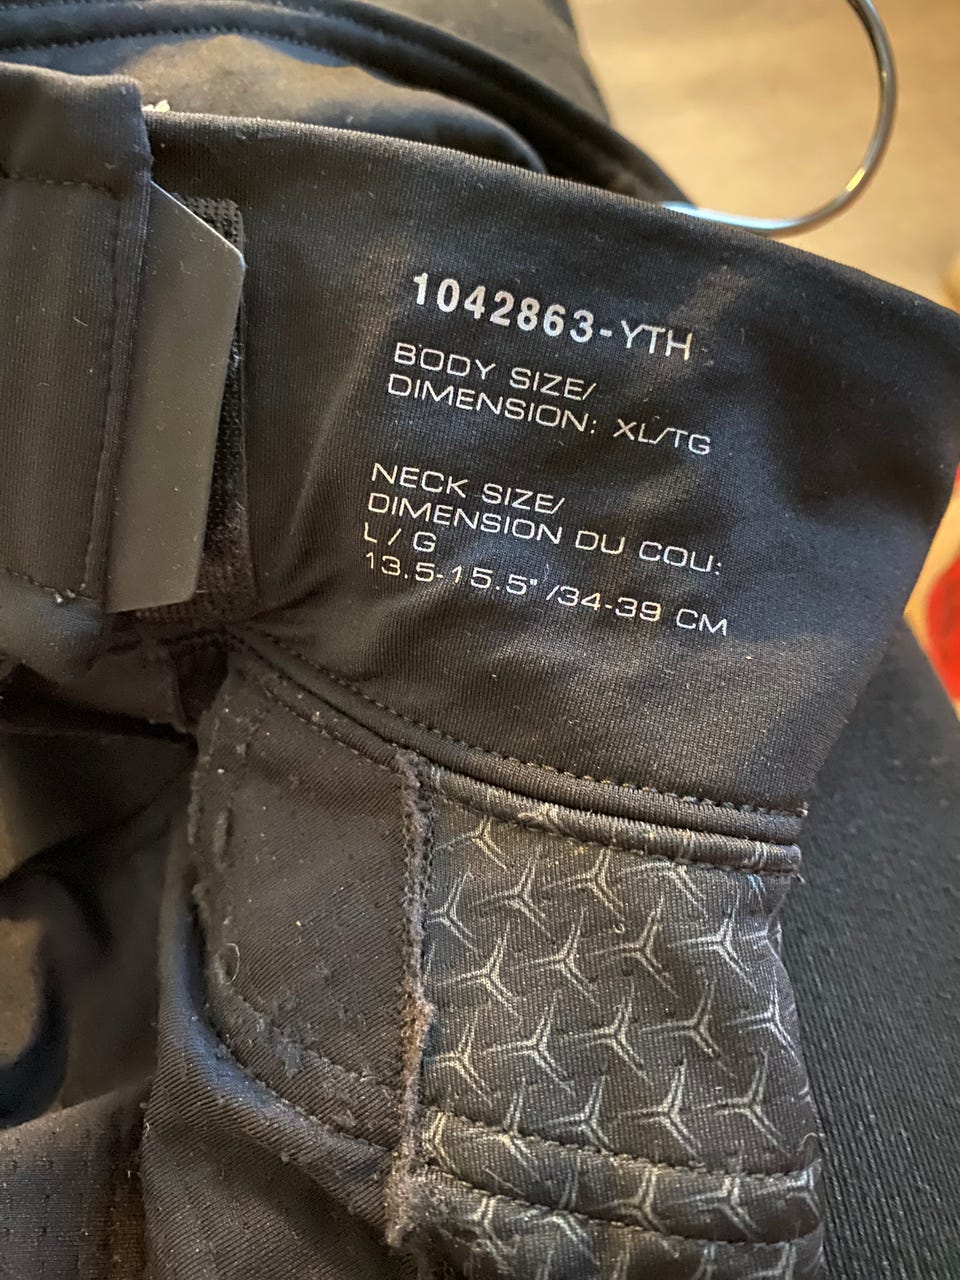 1042863-YTH
BODY SIZE/
DIMENSION: XL/TG
NECK SIZE/
DIMENSION DU COU:
L / G
13.5-15.5" /34-39 CM